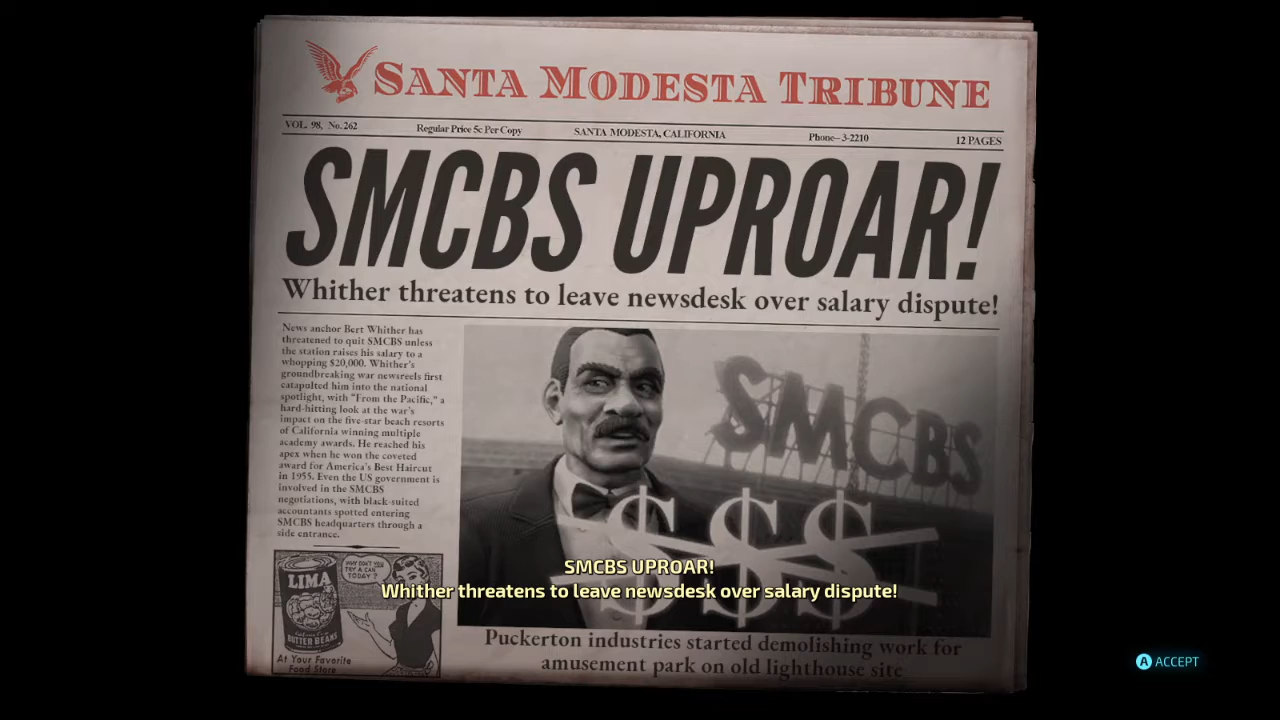 SANTA MODESTA TRIBUNE
VOL. 98, No. 262 Regular Price 5c Per Copy SANTA MODESTA, CALIFORNIA Phone– 3-2210 12 PAGES
SMCBS UPROAR!
Whither threatens to leave newsdesk over salary dispute!
News anchor Bert Whither has
threatened to quit SMCBS unless
the station raises his salary to a
whopping $20,000. Whither's
groundbreaking war newsreels first
catapulted him into the national
spotlight, with "From the Pacific," a
hard-hitting look at the war's
impact on the five-star beach resorts
of California winning multiple
academy awards. He reached his
apex when he won the coveted
award for America's Best Haircut
in 1955. Even the US government is
involved in the SMCBS
negotiations, with black-suited
accountants spotted entering
SMCBS headquarters through a
side entrance.
SMCBS
$$$
LIMA
BUTTER BEANS
WHY DON'T YOU
TRY A CAN
TODAY?
At Your Favorite
Food Store
SMCBS UPROAR!
Whither threatens to leave newsdesk over salary dispute!
Puckerton industries started demolishing work for
amusement park on old lighthouse site
A ACCEPT